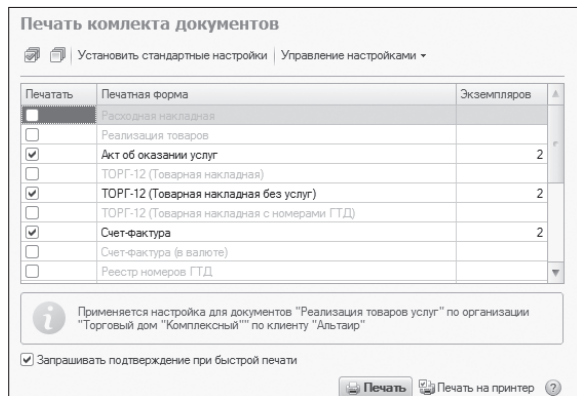 Печать комлекта документов
Установить стандартные настройки Управление настройками
Печатать Печатная форма Экземпляров
Расходная накладная
Реализация товаров
Акт об оказании услуг 2
ТОРГ-12 (Товарная накладная)
ТОРГ-12 (Товарная накладная без услуг) 2
ТОРГ-12 (Товарная накладная с номерами ГТД)
Счет-фактура 2
Счет-фактура (в валюте)
Реестр номеров ГТД
Применяется настройка для документов "Реализация товаров услуг" по организации
"Торговый дом "Комплексный"" по клиенту "Альтаир"
Запрашивать подтверждение при быстрой печати
Печать Печать на принтер ?